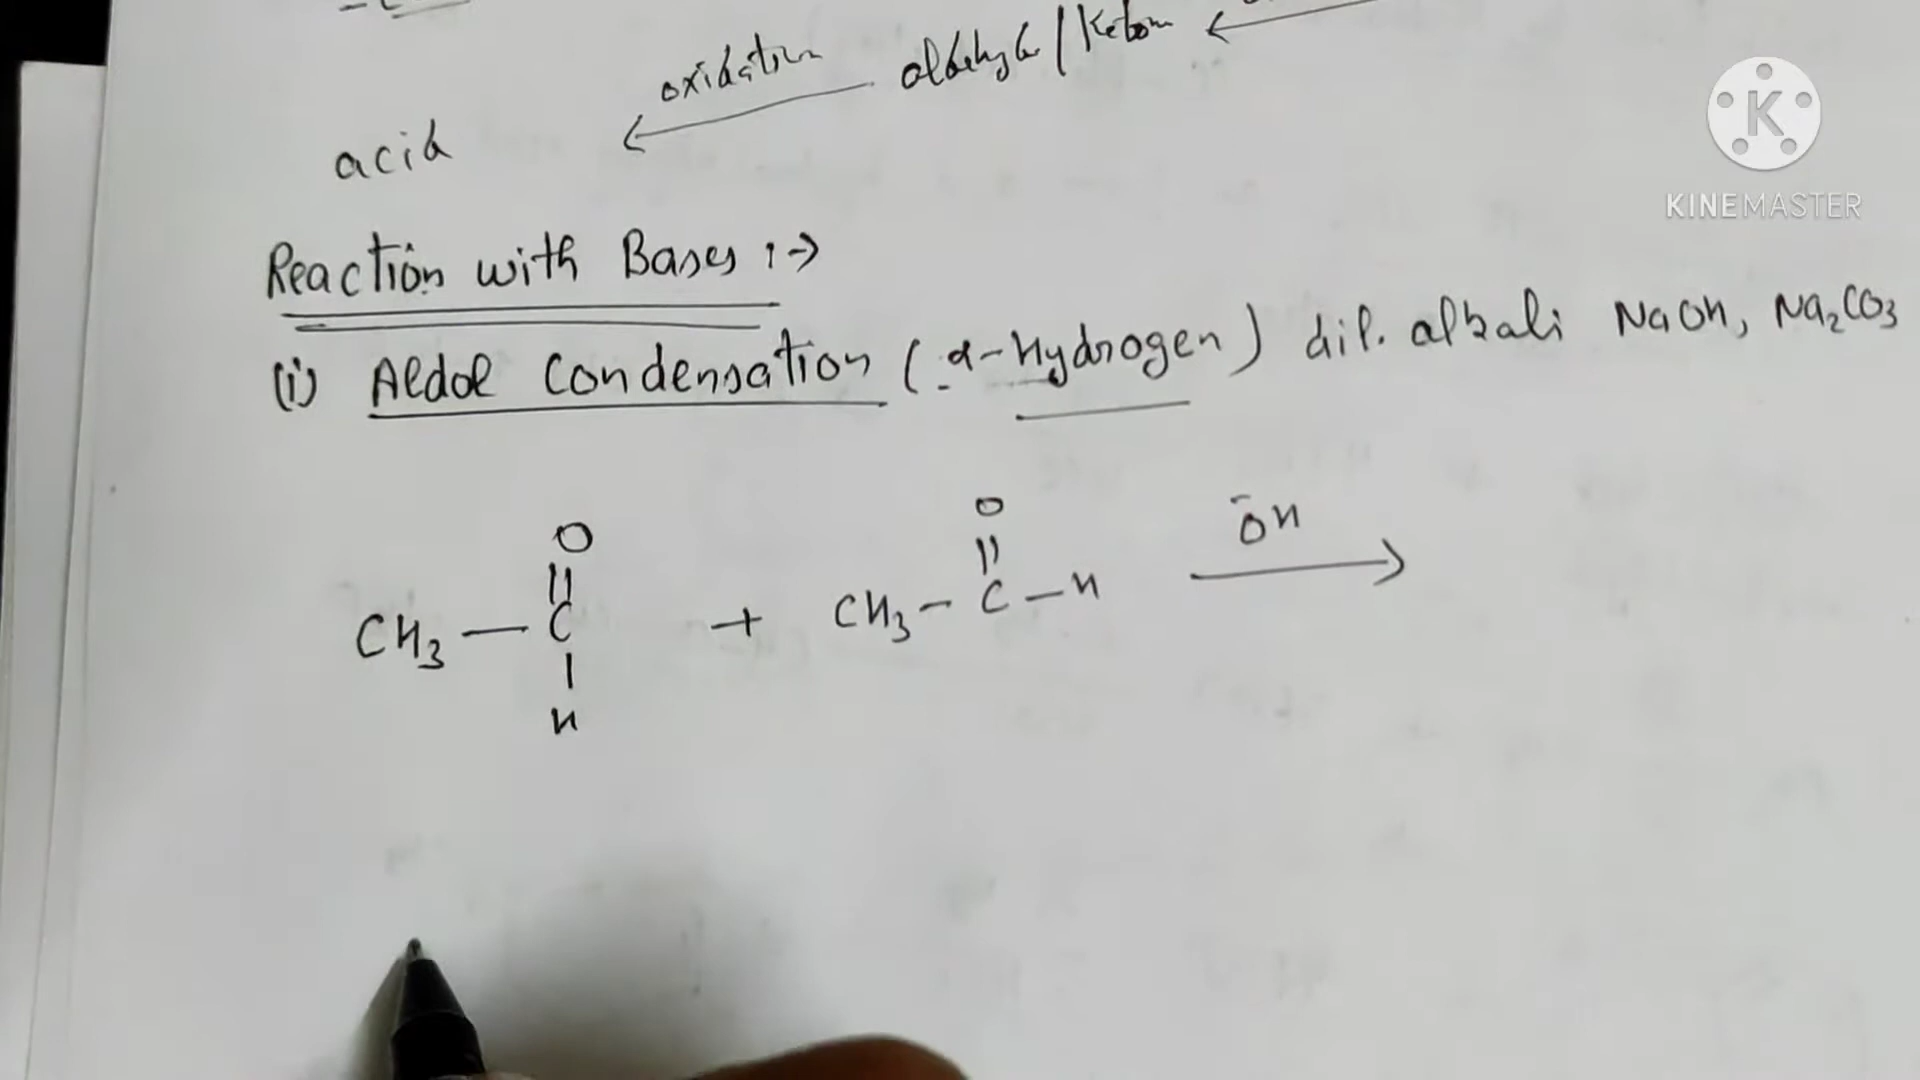 acid ← oxidation aldehyde/Ketone ←
K
KINEMASTER
Reaction with Bases :→
(i) Aldol Condensation (α-Hydrogen) dil. alkali NaOH, Na₂CO₃
CH₃—C(=O)—H + CH₃—C(=O)—H ⁻OH →